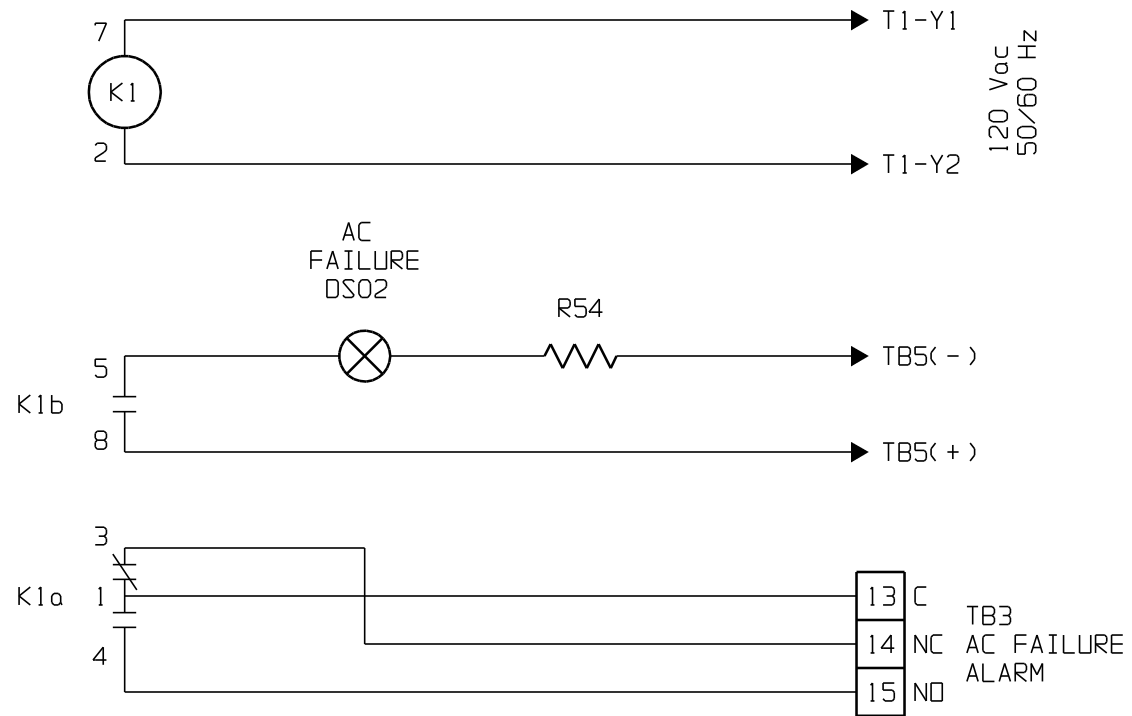 7
T1-Y1
K1
120 Vac
50/60 Hz
2
T1-Y2
AC
FAILURE
DS02
R54
5
TB5(-)
K1b
8
TB5(+)
3
K1a
1
13 C
TB3
4
14 NC
AC FAILURE
ALARM
15 NO